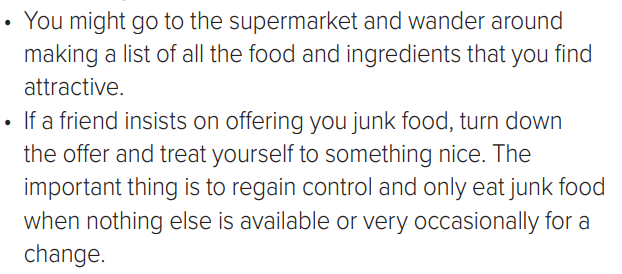 • You might go to the supermarket and wander around
making a list of all the food and ingredients that you find
attractive.
• If a friend insists on offering you junk food, turn down
the offer and treat yourself to something nice. The
important thing is to regain control and only eat junk food
when nothing else is available or very occasionally for a
change.